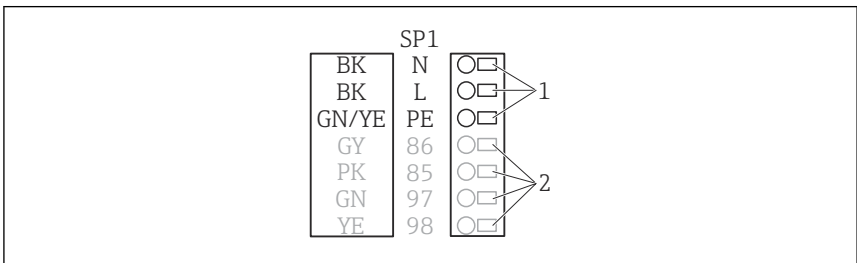 SP1
BK N
BK L 1
GN/YE PE
GY 86
PK 85
GN 97 2
YE 98